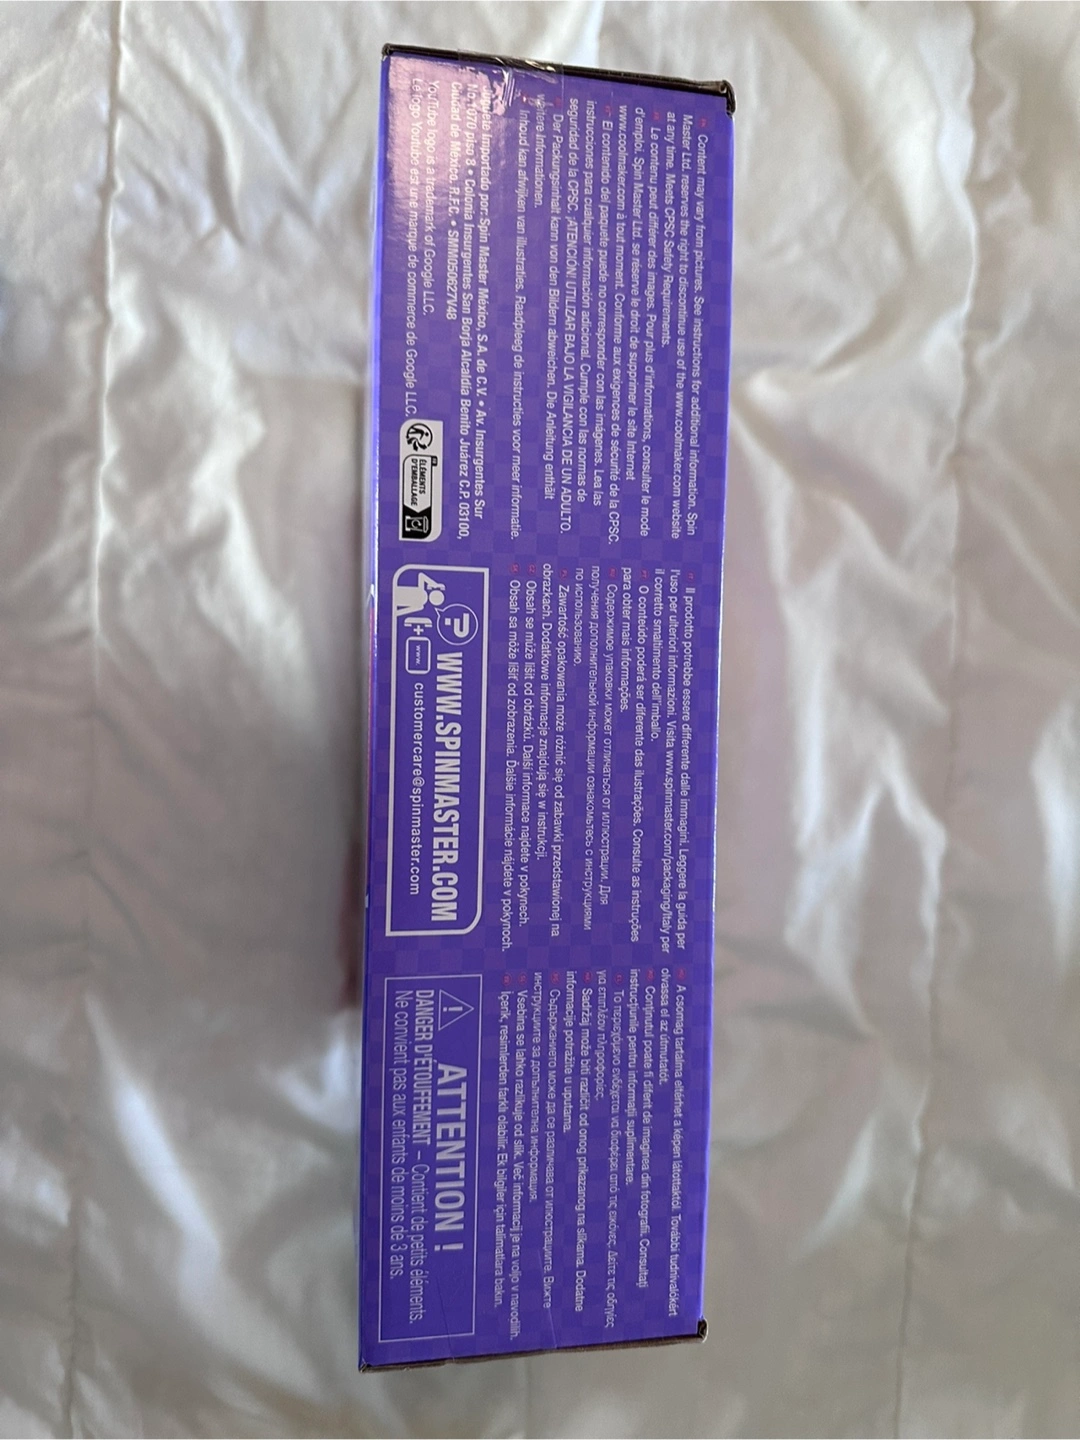 Content may vary from pictures. See instructions for additional information. Spin
Master Ltd. reserves the right to discontinue use of the www.coolmaker.com website
at any time. Meets CPSC Safety Requirements.
Le contenu peut différer des images. Pour plus d'informations, consulter le mode
d'emploi. Spin Master Ltd. se réserve le droit de supprimer le site Internet
www.coolmaker.com à tout moment. Conforme aux exigences de sécurité de la CPSC.
El contenido del paquete puede no corresponder con las imágenes. Lea las
instrucciones para cualquier información adicional. Cumple con las normas de
seguridad de la CPSC. ¡ATENCIÓN! UTILIZAR BAJO LA VIGILANCIA DE UN ADULTO.
Der Packungsinhalt kann von den Bildern abweichen. Die Anleitung enthält
weitere Informationen.
Inhoud kan afwijken van illustraties. Raadpleeg de instructies voor meer informatie.
Juguete Importado por: Spin Master México, S.A. de C.V. • Av. Insurgentes Sur
No.1070 piso 8 • Colonia Insurgentes San Borja Alcaldía Benito Juárez C.P. 03100,
Ciudad de México. R.F.C. • SMM050627V48
YouTube logo is a trademark of Google LLC.
Le logo Youtube est une marque de commerce de Google LLC.
FR
ÉLÉMENTS
D'EMBALLAGE
IT Il prodotto potrebbe essere differente dalle immagini. Leggere la guida per
l'uso per ulteriori informazioni. Visita www.spinmaster.com/packaging/Italy per
il corretto smaltimento dell'imballo.
O conteúdo poderá ser diferente das ilustrações. Consulte as instruções
para obter mais informações.
Содержимое упаковки может отличаться от иллюстрации. Для
получения дополнительной информации ознакомьтесь с инструкциями
по использованию.
PL Zawartość opakowania może różnić się od zabawki przedstawionej na
obrazkach. Dodatkowe informacje znajdują się w instrukcji.
CZ Obsah se může lišit od obrázků. Další informace najdete v pokynech.
SK Obsah sa môže líšiť od zobrazenia. Ďalšie informácie nájdete v pokynoch.
? WWW.SPINMASTER.COM
+ www. customercare@spinmaster.com
A csomag tartalma eltérhet a képen látottaktól. További tudnivalókért
olvassa el az útmutatót.
Conținutul poate fi diferit de imaginea din fotografii. Consultați
instrucțiunile pentru informații suplimentare.
Το περιεχόμενο ενδέχεται να διαφέρει από τις εικόνες. Δείτε τις οδηγίες
για επιπλέον πληροφορίες.
Sadržaj može biti različit od onog prikazanog na slikama. Dodatne
informacije potražite u uputama.
Съдържанието може да се различава от илюстрациите. Вижте
инструкциите за допълнителна информация.
Vsebina se lahko razlikuje od slik. Več informacij je na voljo v navodilih.
İçerik, resimlerden farklı olabilir. Ek bilgiler için talimatlara bakın.
ATTENTION !
DANGER D'ÉTOUFFEMENT – Contient de petits éléments.
Ne convient pas aux enfants de moins de 3 ans.